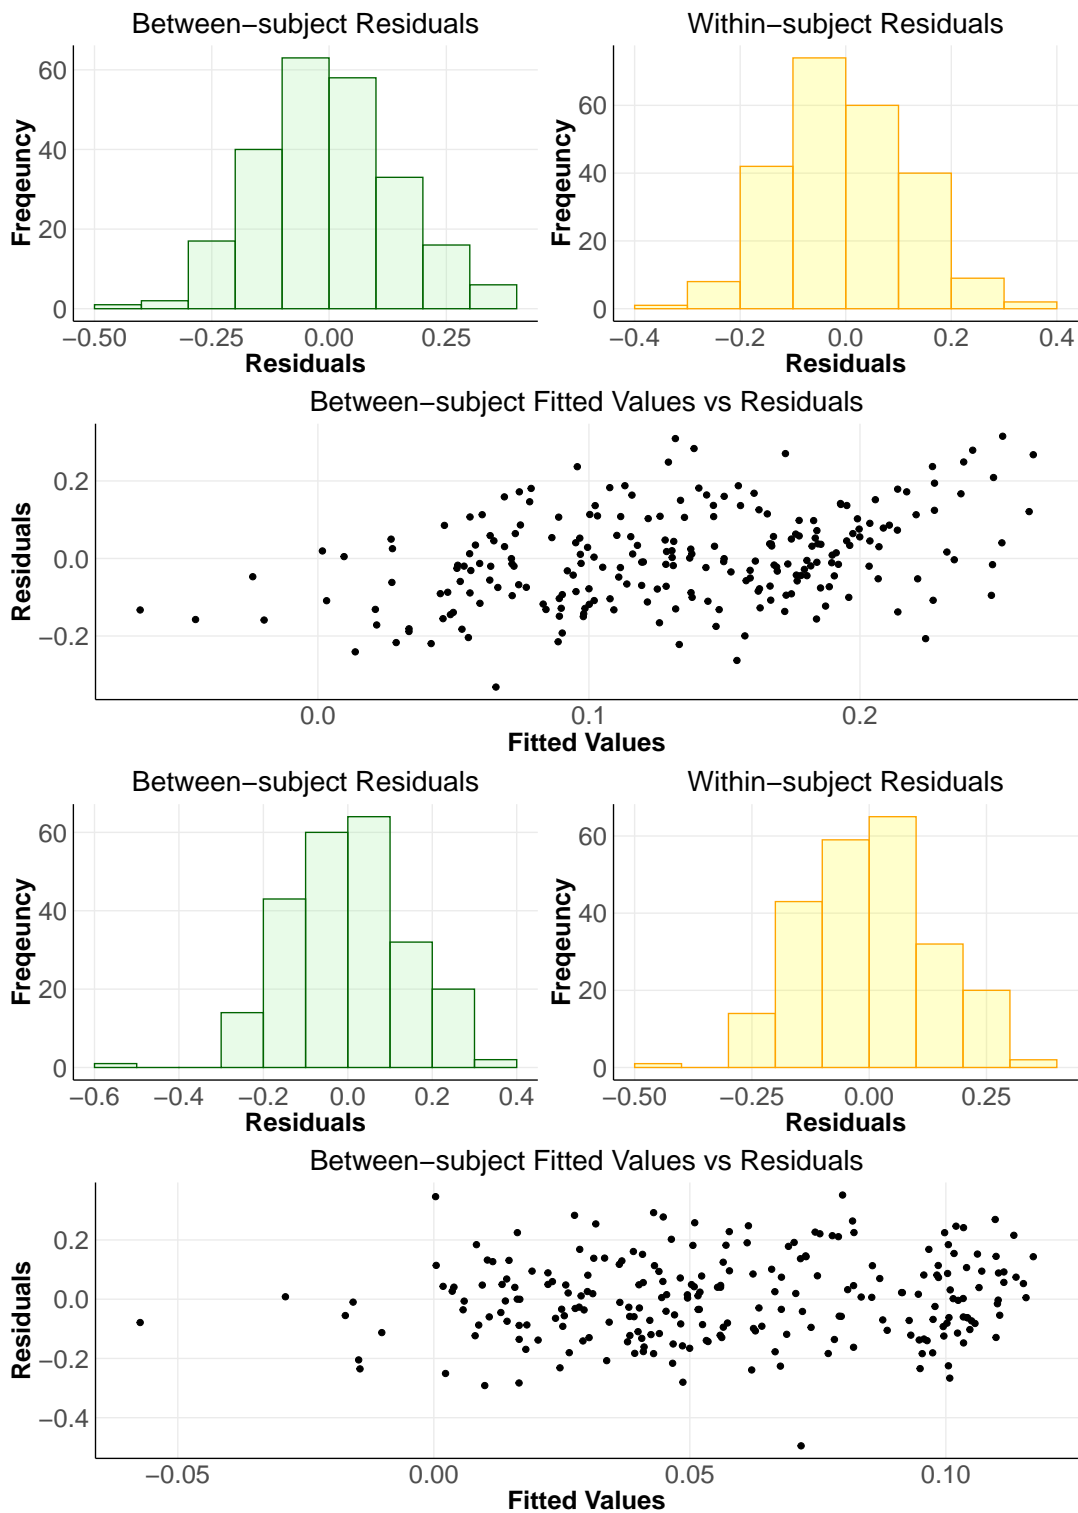 Between−subject Residuals
Within−subject Residuals
Freqeuncy
60
40
20
0
−0.50
−0.25
0.00
0.25
Residuals
Freqeuncy
60
40
20
0
−0.4
−0.2
0.0
0.2
0.4
Residuals
Between−subject Fitted Values vs Residuals
Residuals
0.2
0.0
−0.2
0.0
0.1
0.2
Fitted Values
Between−subject Residuals
Within−subject Residuals
Freqeuncy
60
40
20
0
−0.6
−0.4
−0.2
0.0
0.2
0.4
Residuals
Freqeuncy
60
40
20
0
−0.50
−0.25
0.00
0.25
Residuals
Between−subject Fitted Values vs Residuals
Residuals
0.2
0.0
−0.2
−0.4
−0.05
0.00
0.05
0.10
Fitted Values